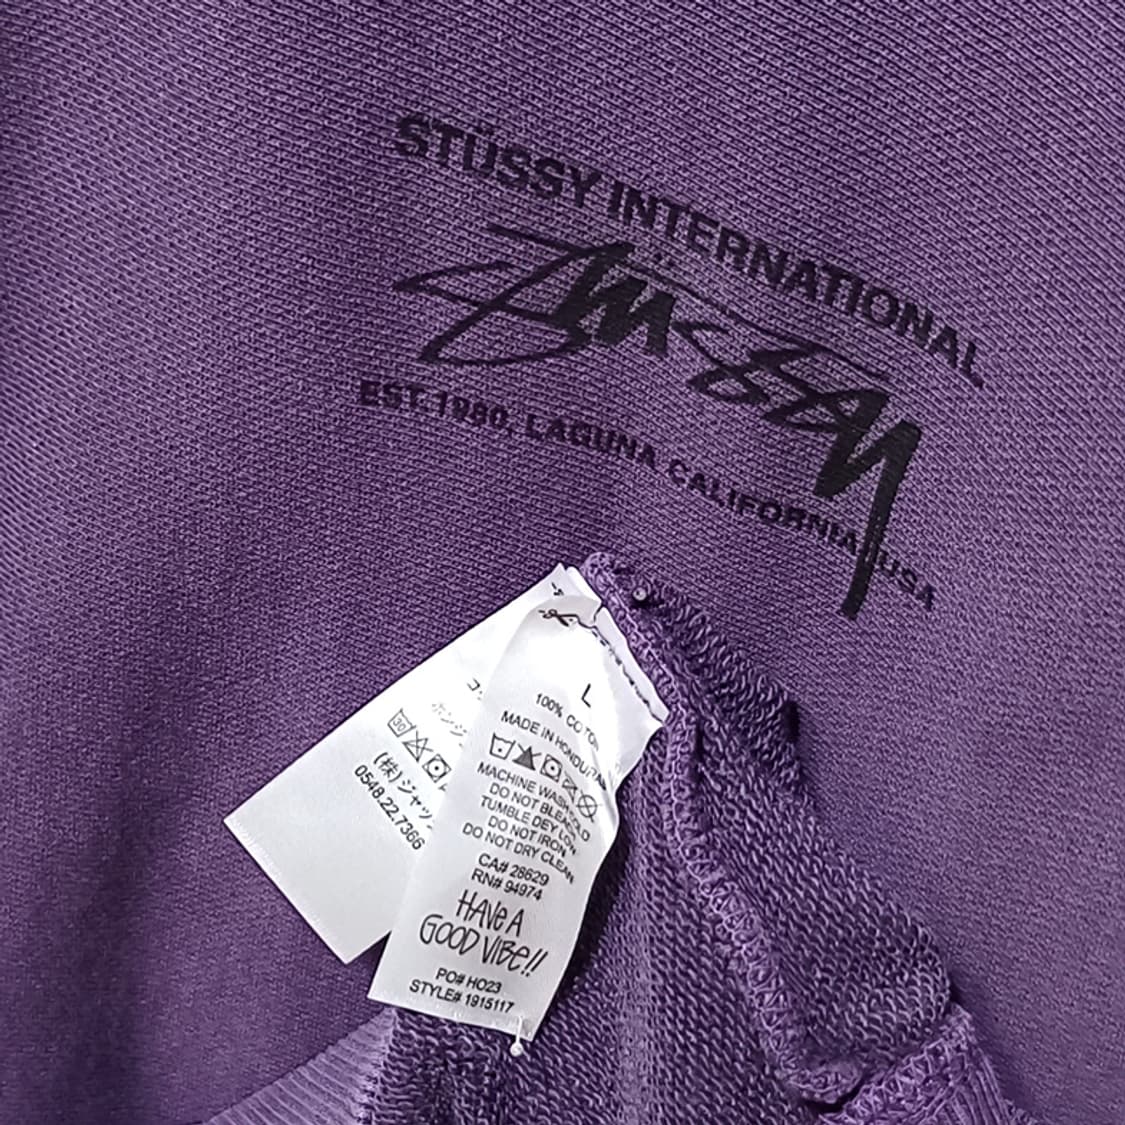 STÜSSY INTERNATIONAL
Stüssy
EST. 1980, LAGUNA CALIFORNIA, USA
L
100% COTTON
MADE IN HONDURAS
MACHINE WASH COLD
DO NOT BLEACH
TUMBLE DEY LOW
DO NOT IRON
DO NOT DRY CLEAN
CA# 28629
RN# 94974
HAVE A
GOOD VIBE!!
PO# HO23
STYLE# 1915117
30
(株)ジャッ
0548.22.7366